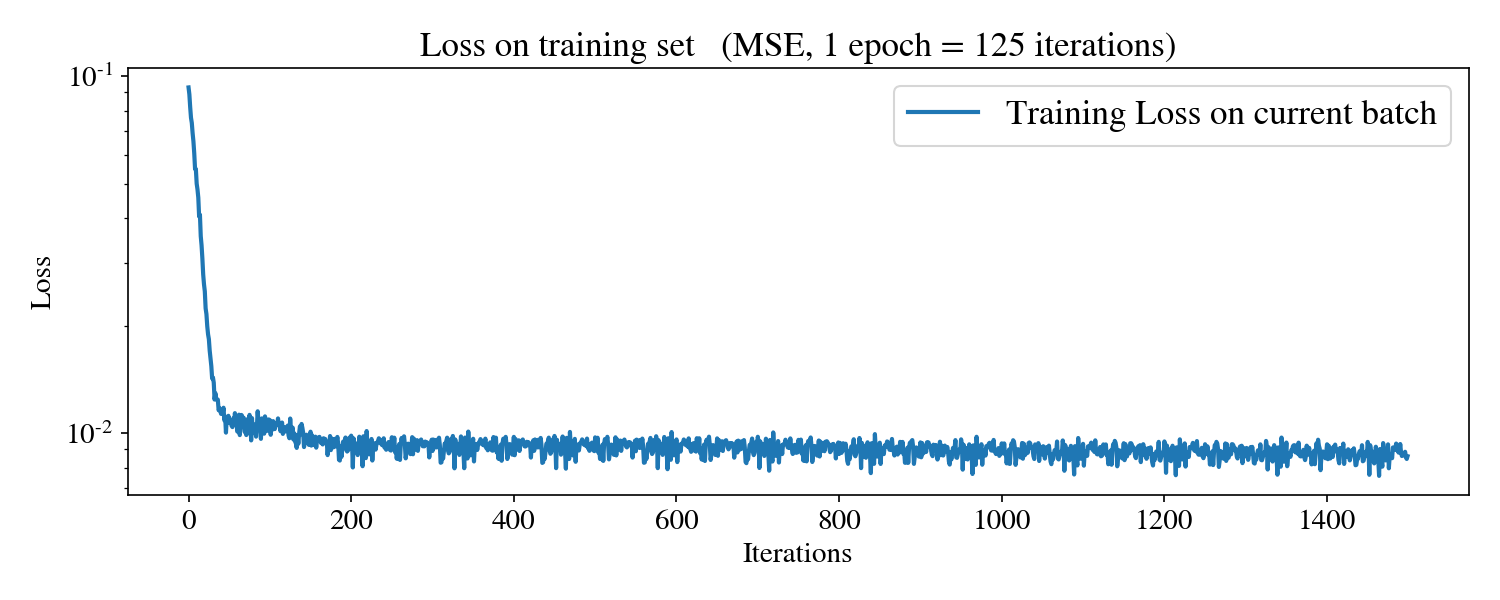 Loss on training set (MSE, 1 epoch = 125 iterations)
10-1
Training Loss on current batch
Loss
10-2
0 200 400 600 800 1000 1200 1400
Iterations